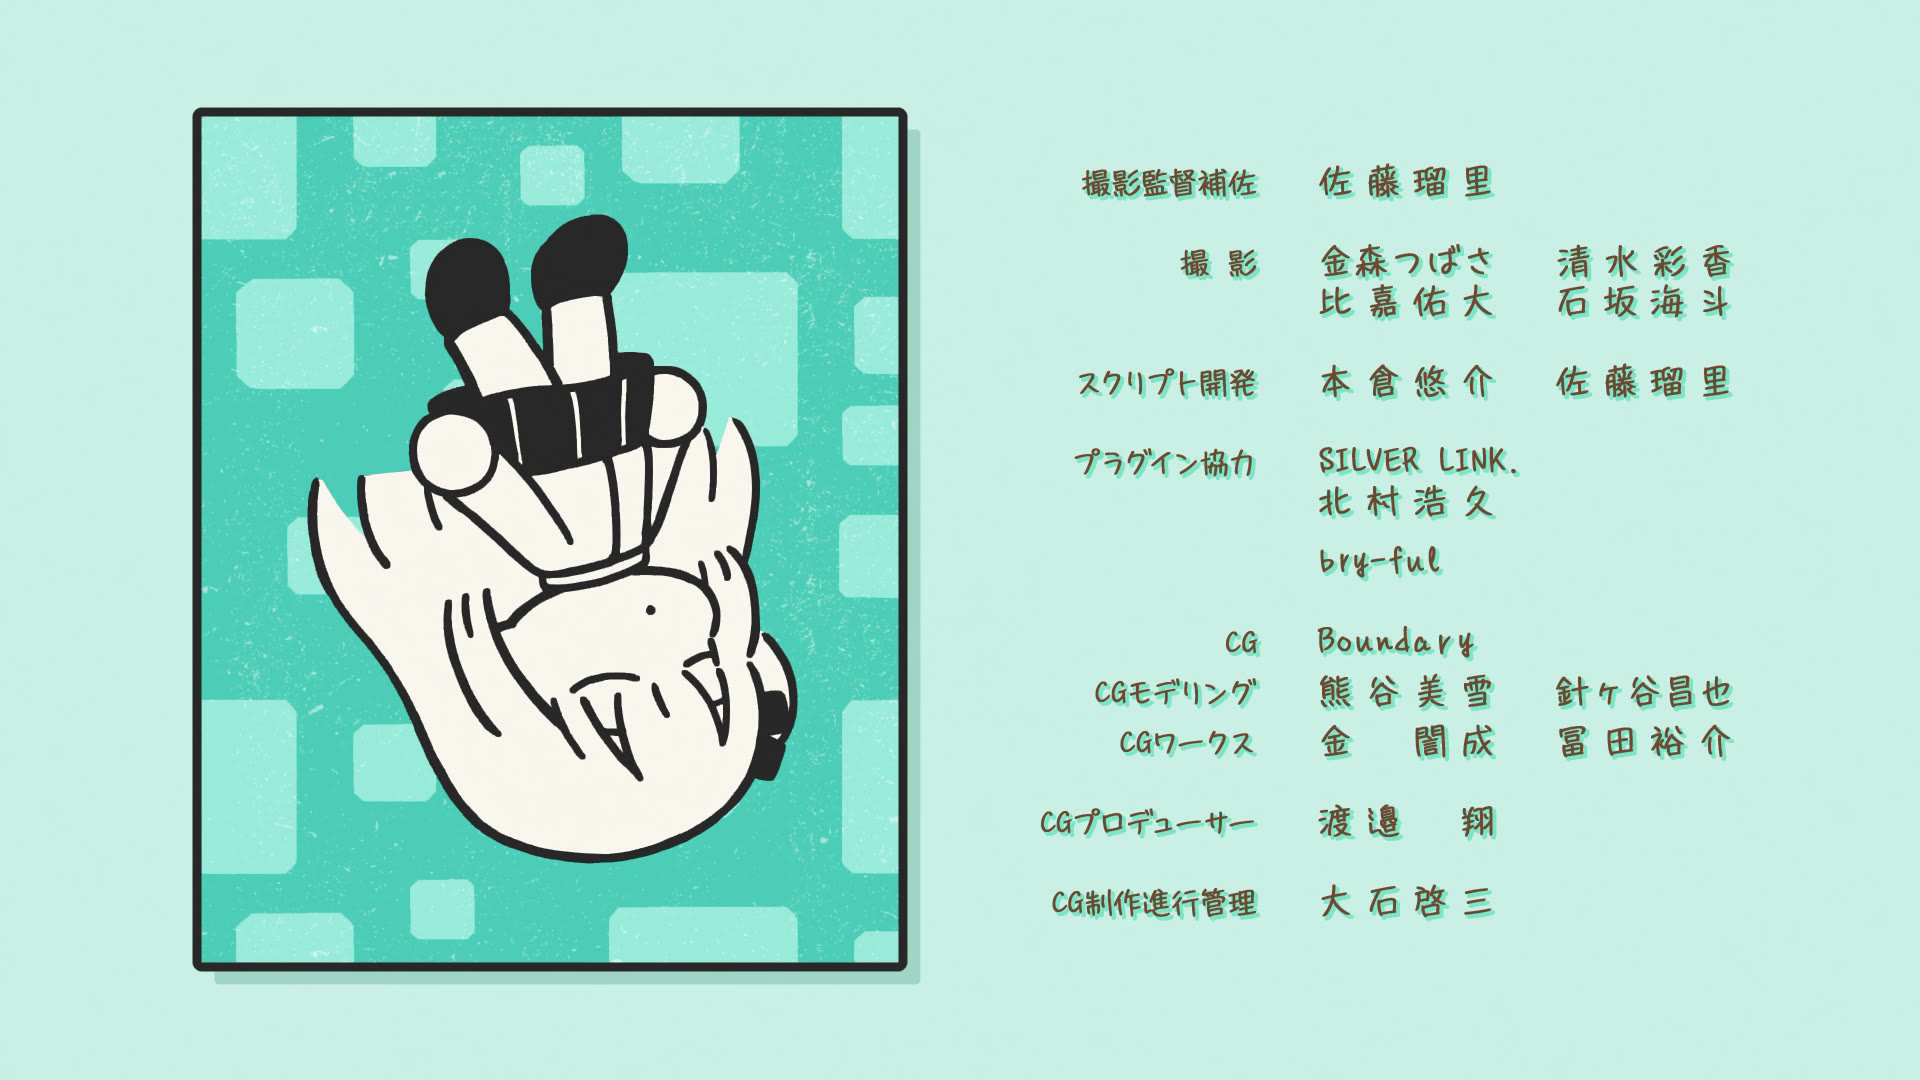 撮影監督補佐 佐藤瑠里
撮影 金森つばさ 清水彩香
比嘉佑大 石坂海斗
スクリプト開発 本倉悠介 佐藤瑠里
プラグイン協力 SILVER LINK.
北村浩久
bry-ful
CG Boundary
CGモデリング 熊谷美雪 針ヶ谷昌也
CGワークス 金 誾成 冨田裕介
CGプロデューサー 渡邉 翔
CG制作進行管理 大石啓三